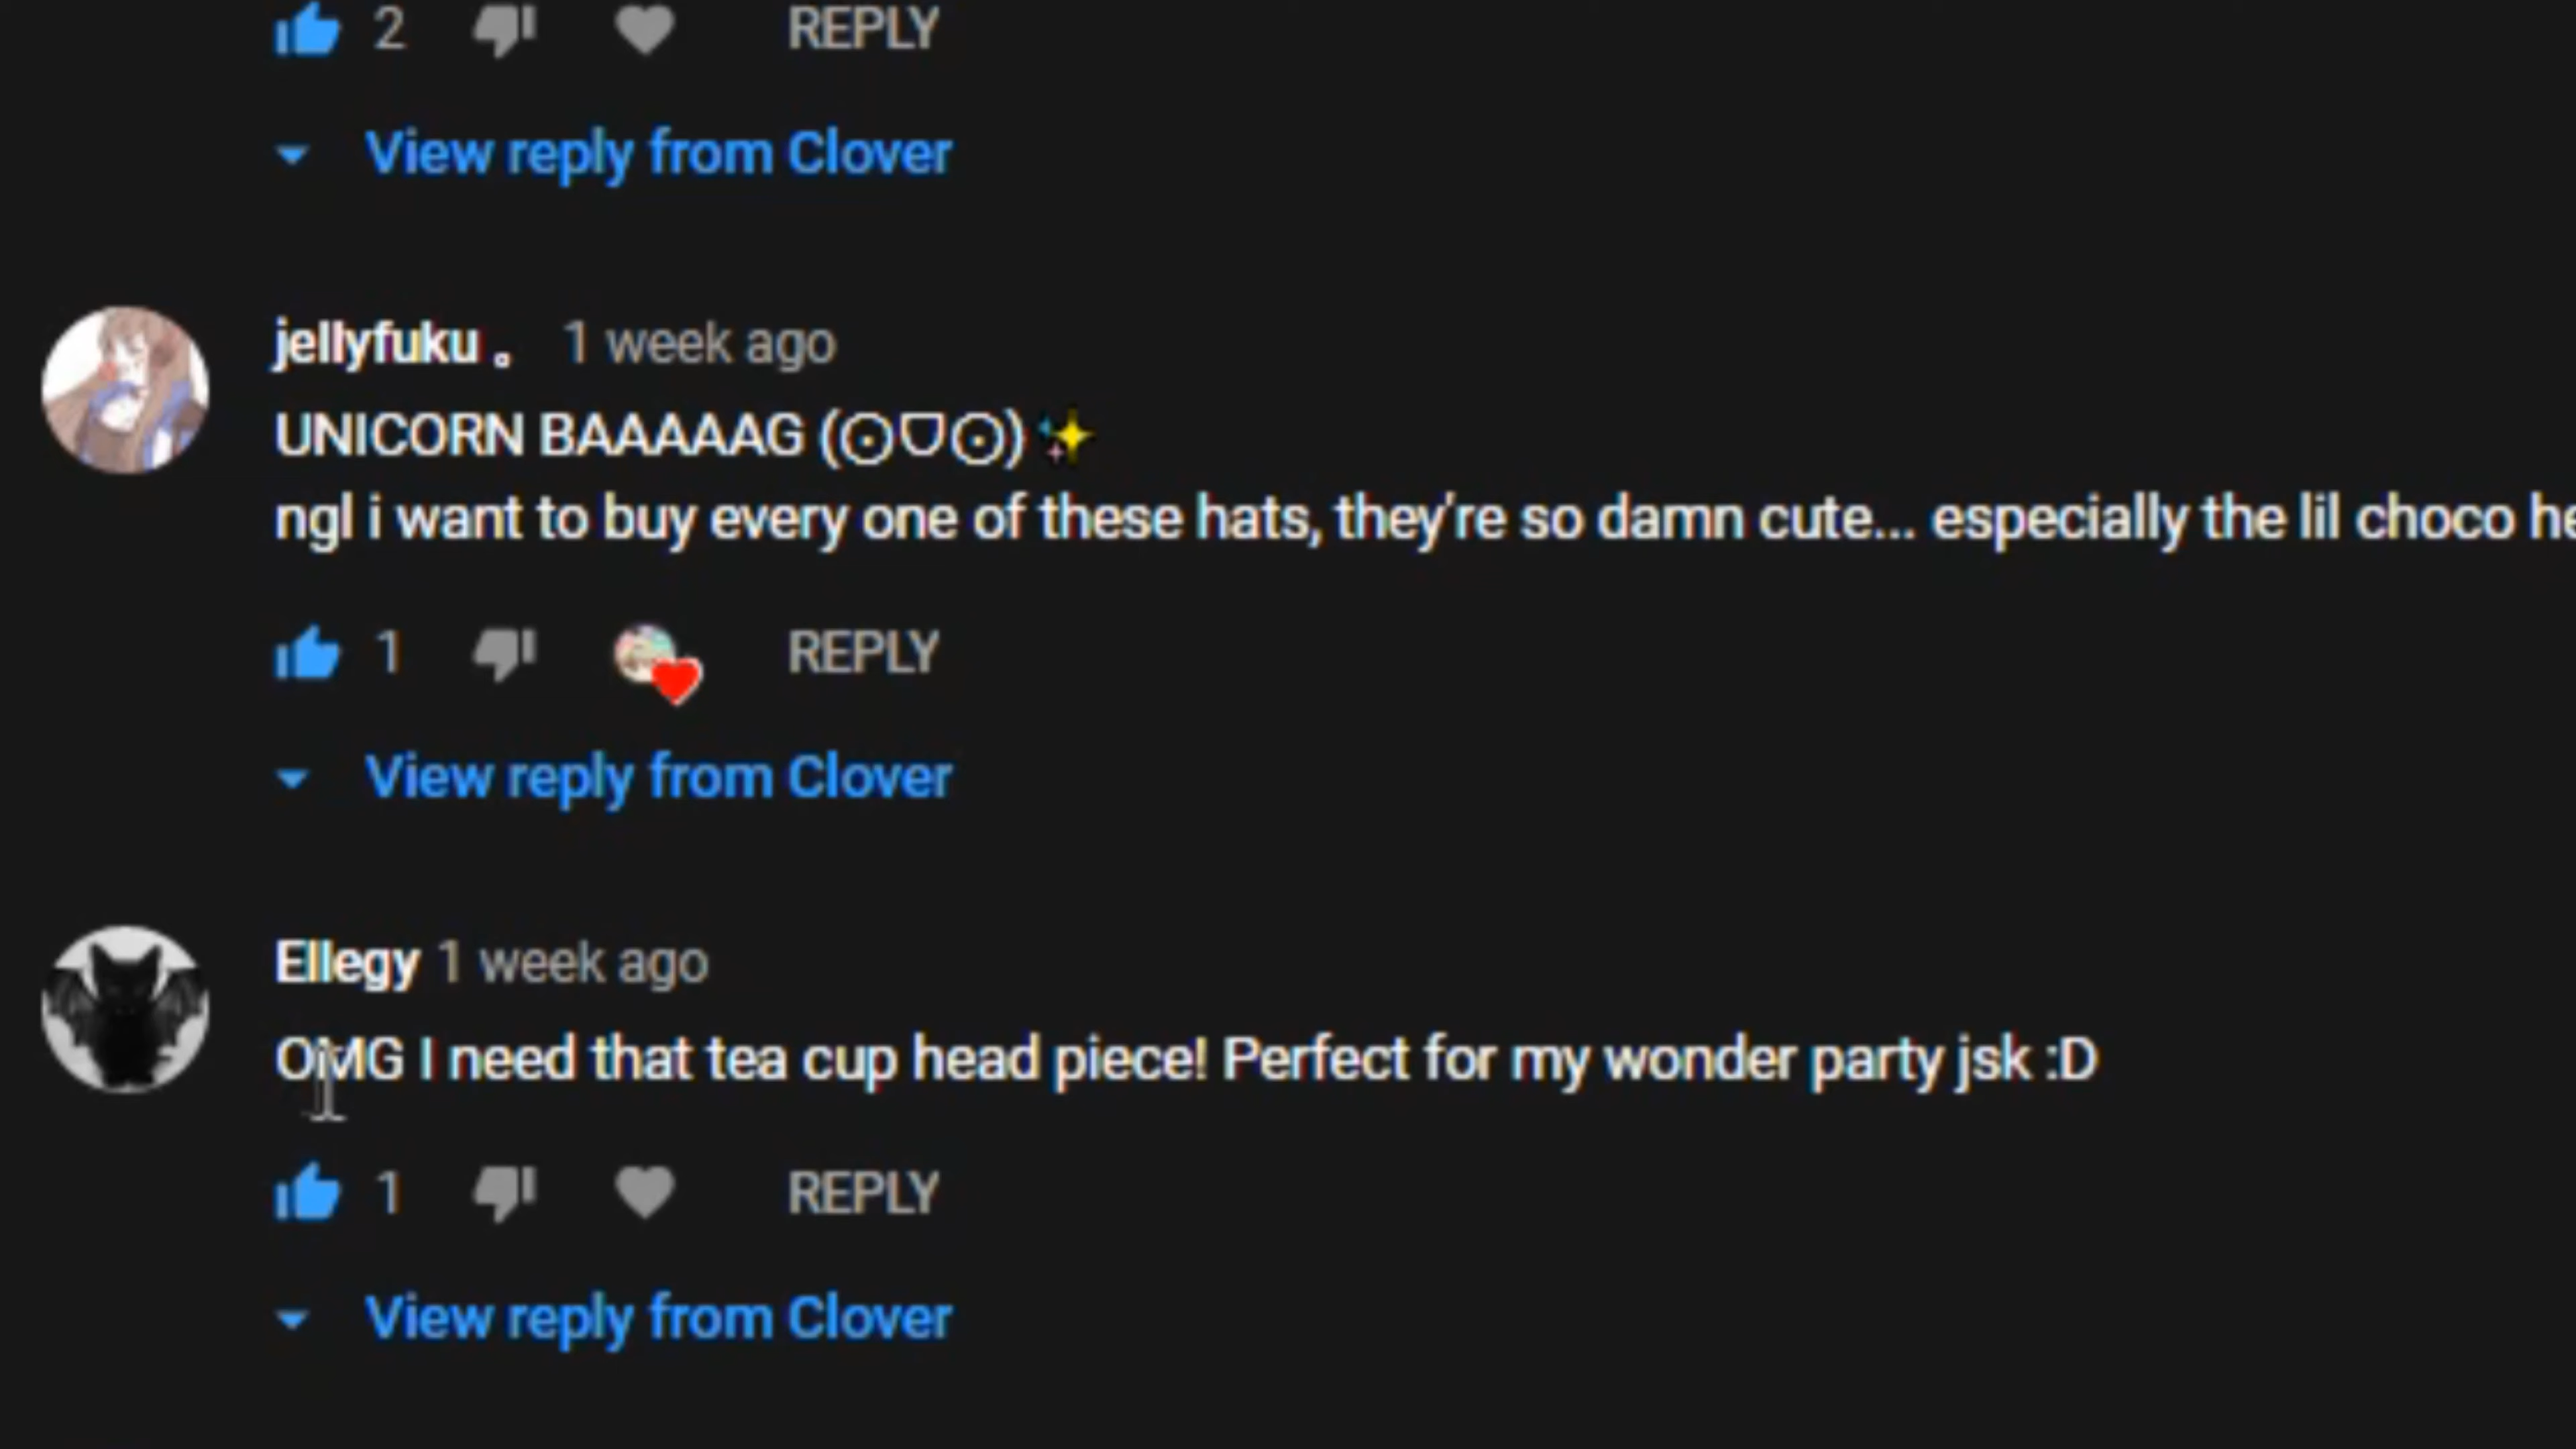 2 REPLY
View reply from Clover
jellyfuku 。 1 week ago
UNICORN BAAAAAG (⊙ᗜ⊙)✨
ngl i want to buy every one of these hats, they're so damn cute... especially the lil choco he
1 REPLY
View reply from Clover
Ellegy 1 week ago
OMG I need that tea cup head piece! Perfect for my wonder party jsk :D
1 REPLY
View reply from Clover